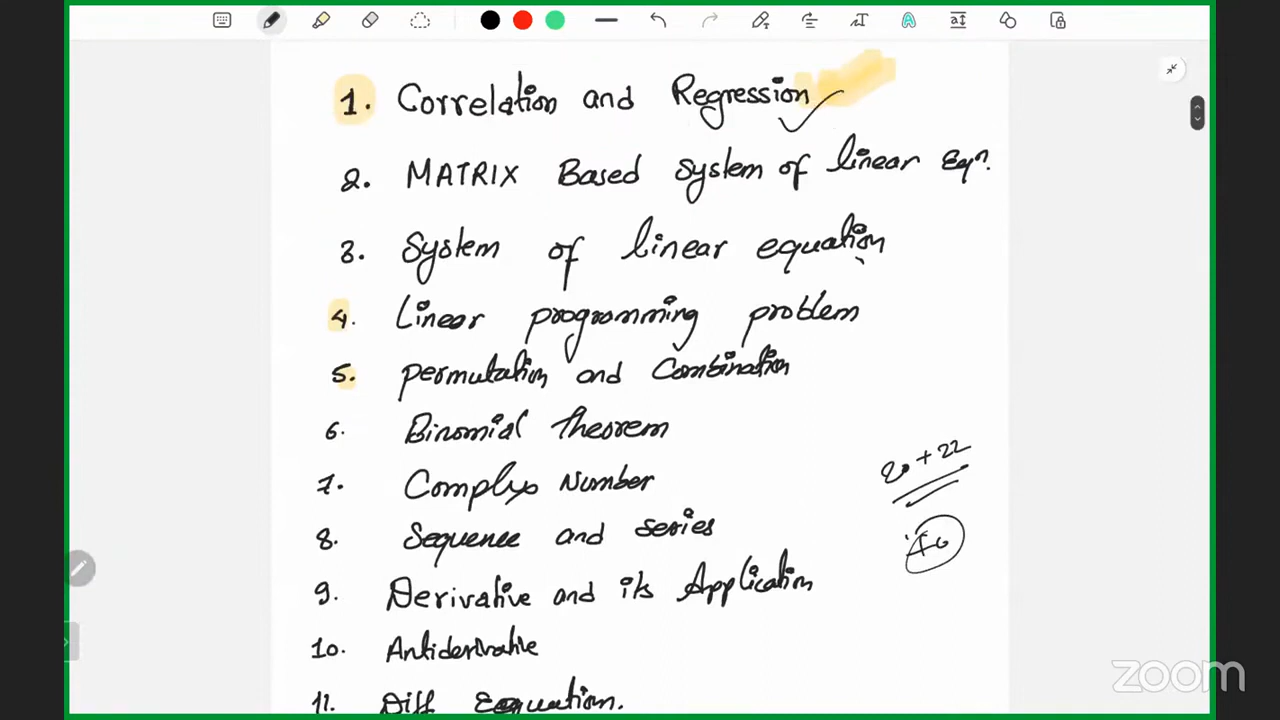 1. Correlation and Regression
2. MATRIX Based System of linear Eqn.
3. System of linear equation
4. Linear programming problem
5. Permutation and Combination
6. Binomial Theorem
7. Complex Number
20 + 22
8. Sequence and series
9. Derivative and its Application
10. Antiderivative
11. Diff Equation.
zoom